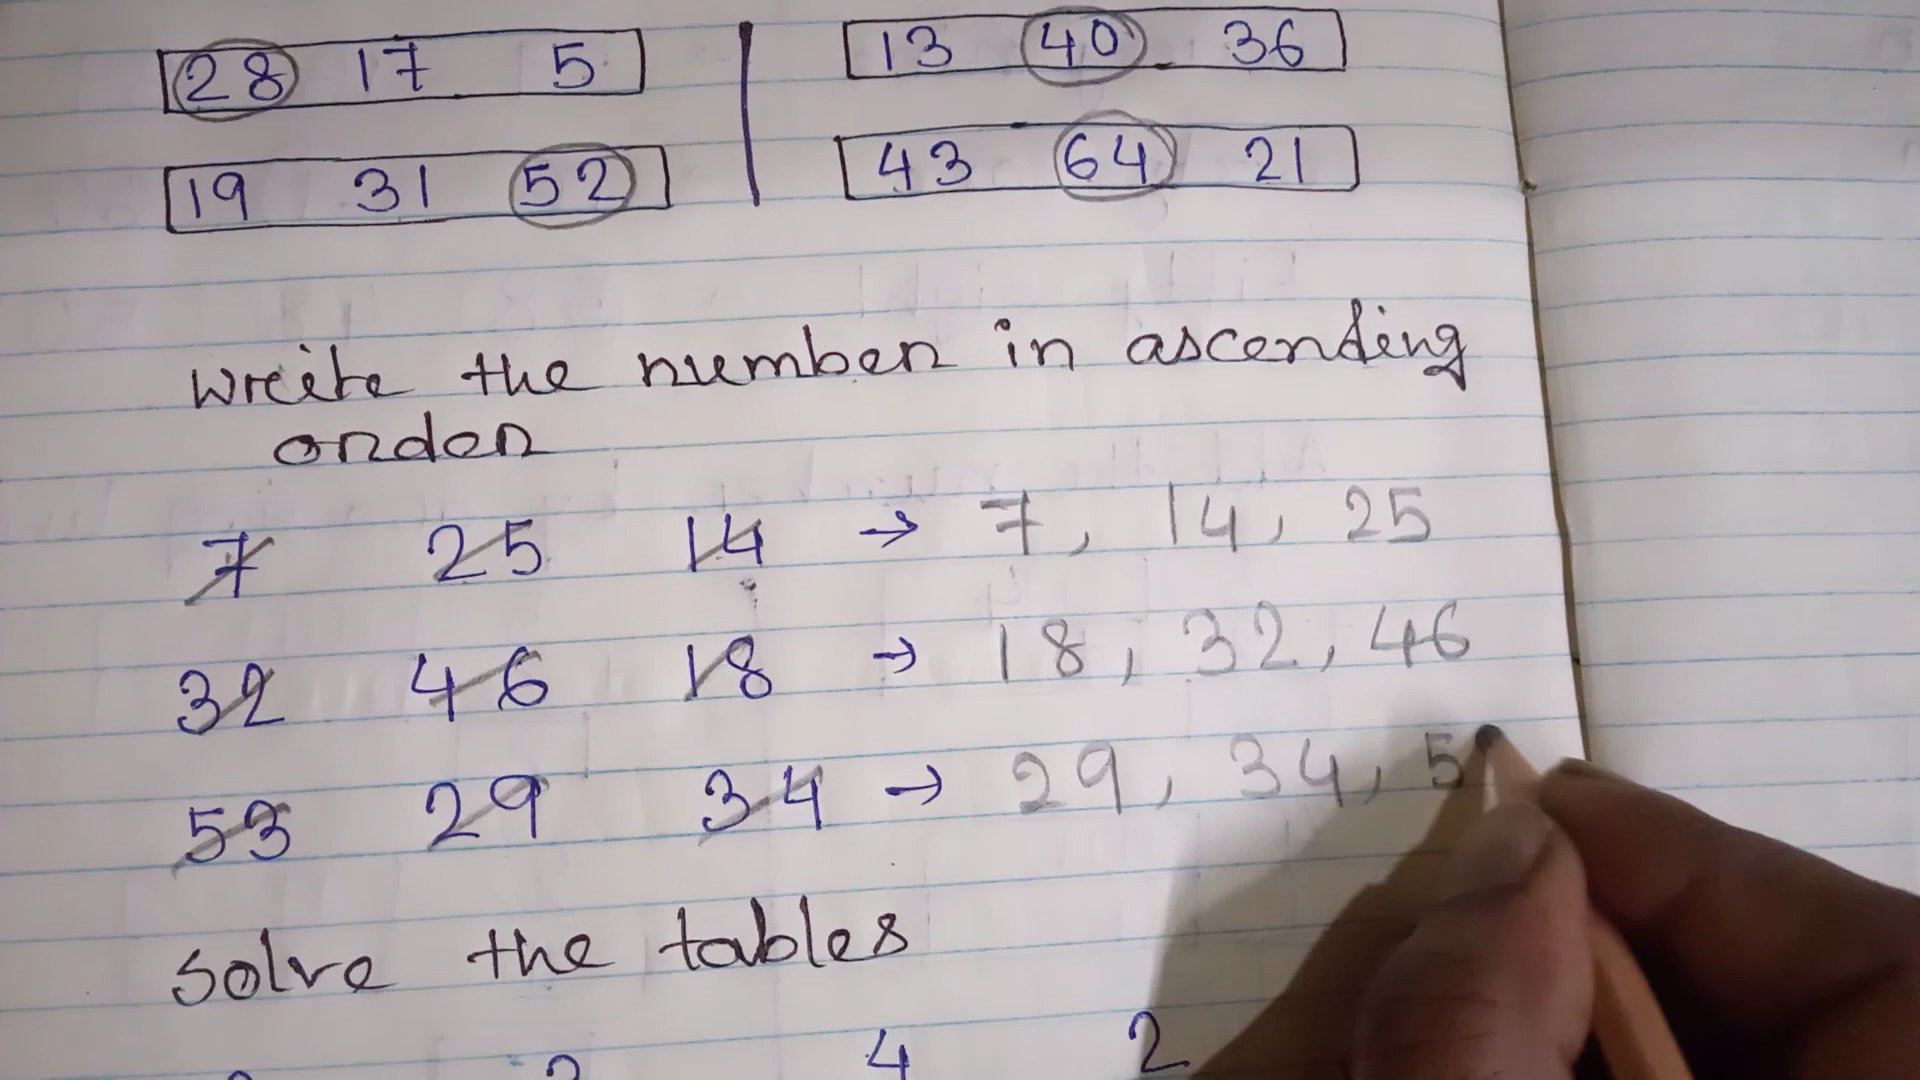 28 17 5 13 40 36
19 31 52 43 64 21
Write the number in ascending
order
7 25 14 → 7, 14, 25
32 46 18 → 18, 32, 46
53 29 34 → 29, 34, 5
Solve the tables
4 2